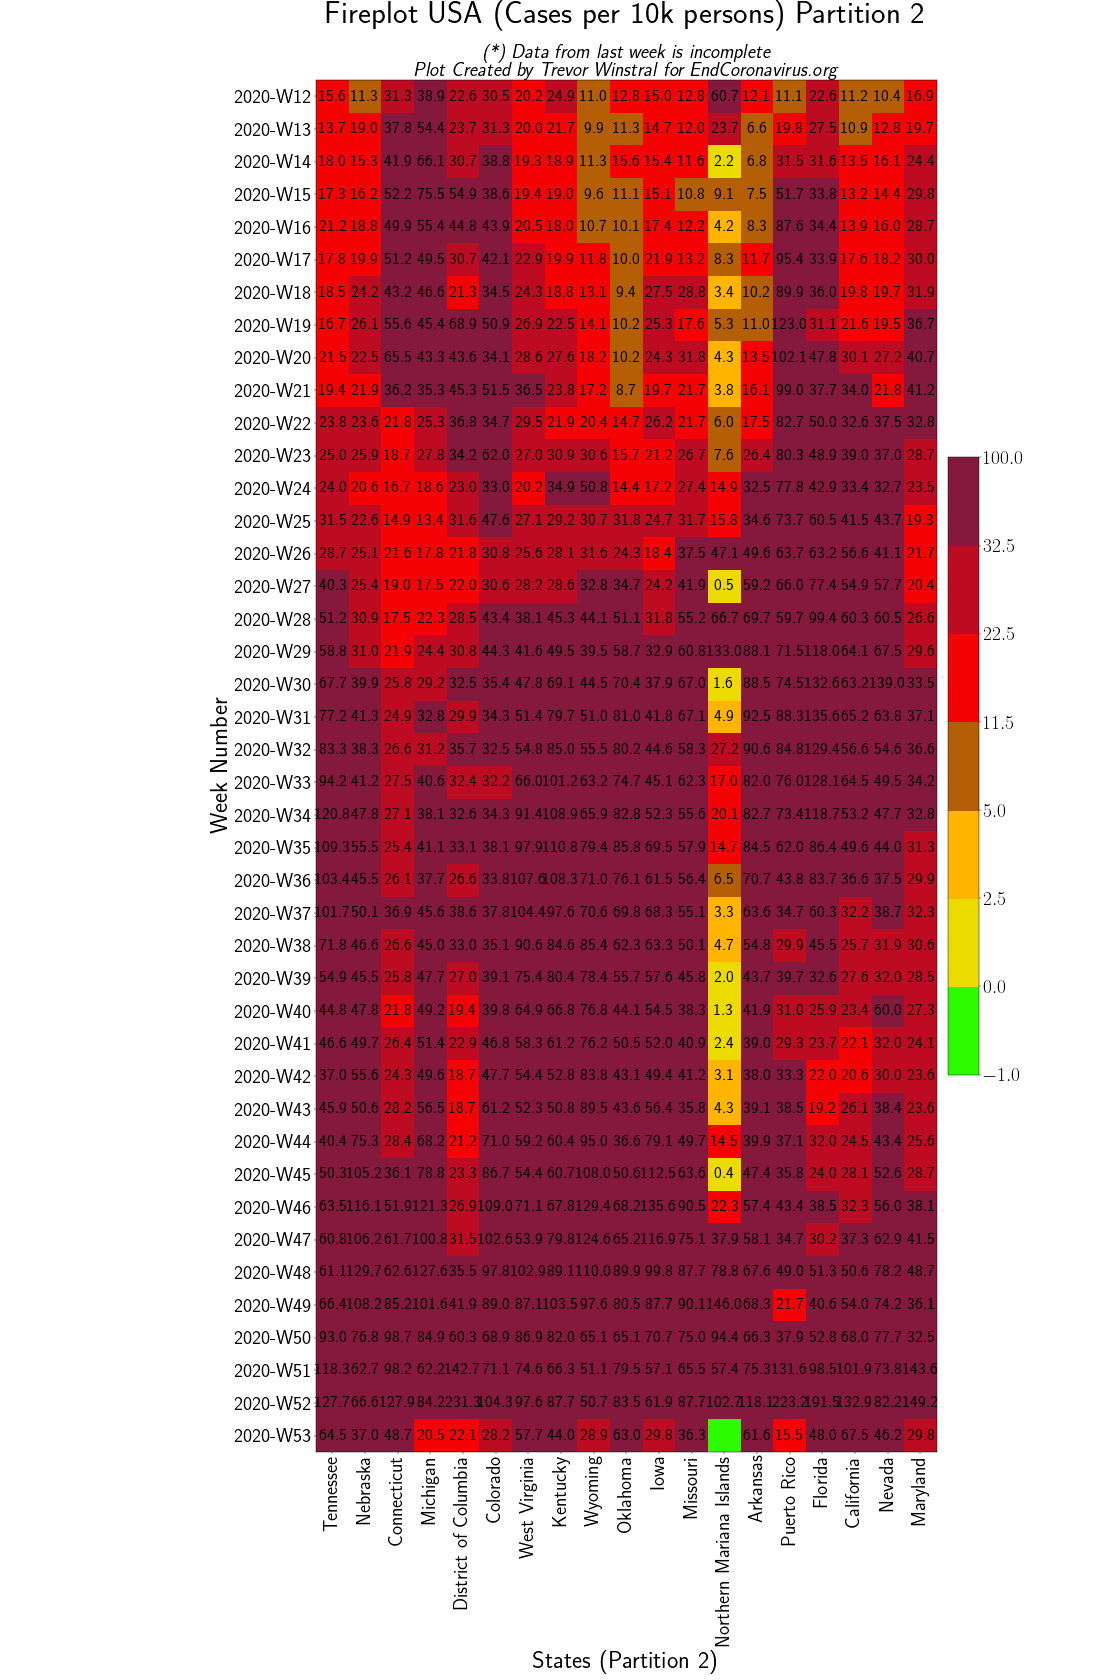 Fireplot USA (Cases per 10k persons) Partition 2
(*) Data from last week is incomplete
Plot Created by Trevor Winstral for EndCoronavirus.org
2020-W12 15.6 11.3 31.3 38.9 22.6 30.5 20.2 24.9 11.0 12.8 15.0 12.8 60.7 12.1 11.1 22.6 11.2 10.4 16.9
2020-W13 13.7 19.0 37.8 54.4 23.7 31.3 20.0 21.7 9.9 11.3 14.7 12.0 23.7 6.6 19.8 27.5 10.9 12.8 19.7
2020-W14 18.0 15.3 41.9 66.1 30.7 38.8 19.3 18.9 11.3 15.6 15.4 11.6 2.2 6.8 31.5 31.6 13.5 16.1 24.4
2020-W15 17.3 16.2 52.2 75.5 54.9 38.6 19.4 19.0 9.6 11.1 15.1 10.8 9.1 7.5 51.7 33.8 13.2 14.4 29.8
2020-W16 21.2 18.8 49.9 55.4 44.8 43.9 20.5 18.0 10.7 10.1 17.4 12.2 4.2 8.3 87.6 34.4 13.9 16.0 28.7
2020-W17 17.8 19.9 51.2 49.5 30.7 42.1 22.9 19.9 11.8 10.0 21.9 13.2 8.3 11.7 95.4 33.9 17.6 18.2 30.0
2020-W18 18.5 24.2 43.2 46.6 21.3 34.5 24.3 18.8 13.1 9.4 27.5 28.8 3.4 10.2 89.9 36.0 19.8 19.7 31.9
2020-W19 16.7 26.1 55.6 45.4 68.9 50.9 26.9 22.5 14.1 10.2 25.3 17.6 5.3 11.0 123.0 31.1 21.6 19.5 36.7
2020-W20 21.5 22.5 65.5 43.3 43.6 34.1 28.6 27.6 18.2 10.2 24.3 31.8 4.3 13.5 102.1 47.8 30.1 27.2 40.7
2020-W21 19.4 21.9 36.2 35.3 45.3 51.5 36.5 23.8 17.2 8.7 19.7 21.7 3.8 16.1 99.0 37.7 34.0 21.8 41.2
2020-W22 23.8 23.6 21.8 25.3 36.8 34.7 29.5 21.9 20.4 14.7 26.2 21.7 6.0 17.5 82.7 50.0 32.6 37.5 32.8
2020-W23 25.0 25.9 18.7 27.8 34.2 62.0 27.0 30.9 30.6 15.7 21.2 26.7 7.6 26.4 80.3 48.9 39.0 37.0 28.7
2020-W24 24.0 20.6 16.7 18.6 23.0 33.0 20.2 34.9 50.8 14.4 17.2 27.4 14.9 32.5 77.8 42.9 33.4 32.7 23.5
2020-W25 31.5 22.6 14.9 13.4 31.6 47.6 27.1 29.2 30.7 31.8 24.7 31.7 15.8 34.6 73.7 60.5 41.5 43.7 19.3
2020-W26 28.7 25.1 21.6 17.8 21.8 30.8 25.6 28.1 31.6 24.3 18.4 37.5 47.1 49.6 63.7 63.2 56.6 41.1 21.7
2020-W27 40.3 25.4 19.0 17.5 22.0 30.6 28.2 28.6 32.8 34.7 24.2 41.9 0.5 59.2 66.0 77.4 54.9 57.7 20.4
2020-W28 51.2 30.9 17.5 22.3 28.5 43.4 38.1 45.3 44.1 51.1 31.8 55.2 66.7 69.7 59.7 99.4 60.3 60.5 26.6
2020-W29 58.8 31.0 21.9 24.4 30.8 44.3 41.6 49.5 39.5 58.7 32.9 60.8 133.0 88.1 71.5 118.0 64.1 67.5 29.6
2020-W30 67.7 39.9 25.8 29.2 32.5 35.4 47.8 69.1 44.5 70.4 37.9 67.0 1.6 88.5 74.5 132.6 63.2 139.0 33.5
2020-W31 77.2 41.3 24.9 32.8 29.9 34.3 51.4 79.7 51.0 81.0 41.8 67.1 4.9 92.5 88.3 135.6 65.2 63.8 37.1
2020-W32 83.3 38.3 26.6 31.2 35.7 32.5 54.8 85.0 55.5 80.2 44.6 58.3 27.2 90.6 84.8 129.4 56.6 54.6 36.6
2020-W33 94.2 41.2 27.5 40.6 32.4 32.2 66.0 101.2 63.2 74.7 45.1 62.3 17.0 82.0 76.0 128.1 64.5 49.5 34.2
2020-W34 120.8 47.8 27.1 38.1 32.6 34.3 91.4 108.9 65.9 82.8 52.3 55.6 20.1 82.7 73.4 118.7 53.2 47.7 32.8
2020-W35 109.3 55.5 25.4 41.1 33.1 38.1 97.9 110.8 79.4 85.8 69.5 57.9 14.7 84.5 62.0 86.4 49.6 44.0 31.3
2020-W36 103.4 45.5 26.1 37.7 26.6 33.8 107.6 108.3 71.0 76.1 61.5 56.4 6.5 70.7 43.8 83.7 36.6 37.5 29.9
2020-W37 101.7 50.1 36.9 45.6 38.6 37.8 104.4 97.6 70.6 69.8 68.3 55.1 3.3 63.6 34.7 60.3 32.2 38.7 32.3
2020-W38 71.8 46.6 26.6 45.0 33.0 35.1 90.6 84.6 85.4 62.3 63.3 50.1 4.7 54.8 29.9 45.5 25.7 31.9 30.6
2020-W39 54.9 45.5 25.8 47.7 27.0 39.1 75.4 80.4 78.4 55.7 57.6 45.8 2.0 43.7 39.7 32.6 27.6 32.0 28.5
2020-W40 44.8 47.8 21.8 49.2 19.4 39.8 64.9 66.8 76.8 44.1 54.5 38.3 1.3 41.9 31.0 25.9 23.4 60.0 27.3
2020-W41 46.6 49.7 26.4 51.4 22.9 46.8 58.3 61.2 76.2 50.5 52.0 40.9 2.4 39.0 29.3 23.7 22.1 32.0 24.1
2020-W42 37.0 55.6 24.3 49.6 18.7 47.7 54.4 52.8 83.8 43.1 49.4 41.2 3.1 38.0 33.3 22.0 20.6 30.0 23.6
2020-W43 45.9 50.6 28.2 56.5 18.7 61.2 52.3 50.8 89.5 43.6 56.4 35.8 4.3 39.1 38.5 19.2 26.1 38.4 23.6
2020-W44 40.4 75.3 28.4 68.2 21.2 71.0 59.2 60.4 95.0 36.6 79.1 49.7 14.5 39.9 37.1 32.0 24.5 43.4 25.6
2020-W45 50.3 105.2 36.1 78.8 23.3 86.7 54.4 60.7 108.0 50.6 112.5 63.6 0.4 47.4 35.8 24.0 28.1 52.6 28.7
2020-W46 63.5 116.1 51.9 121.3 26.9 109.0 71.1 67.8 129.4 68.2 135.6 90.5 22.3 57.4 43.4 38.5 32.3 56.0 38.1
2020-W47 60.8 106.2 61.7 100.8 31.5 102.6 53.9 79.8 124.6 65.2 116.9 75.1 37.9 58.1 34.7 30.2 37.3 62.9 41.5
2020-W48 61.1 129.7 62.6 127.6 35.5 97.8 102.9 89.1 110.0 89.9 99.8 87.7 78.8 67.6 49.0 51.3 50.6 78.2 48.7
2020-W49 66.4 108.2 85.2 101.6 41.9 89.0 87.1 103.5 97.6 80.5 87.7 90.1 146.0 68.3 21.7 40.6 54.0 74.2 36.1
2020-W50 93.0 76.8 98.7 84.9 60.3 68.9 86.9 82.0 65.1 65.1 70.7 75.0 94.4 66.3 37.9 52.8 68.0 77.7 32.5
2020-W51 118.3 62.7 98.2 62.2 142.7 71.1 74.6 66.3 51.1 79.5 57.1 65.5 57.4 75.3 131.6 98.5 101.9 73.8 143.6
2020-W52 127.7 66.6 127.9 84.2 231.3 104.3 97.6 87.7 50.7 83.5 61.9 87.7 102.7 118.1 223.2 191.5 132.9 82.2 149.2
2020-W53 64.5 37.0 48.7 20.5 22.1 28.2 57.7 44.0 28.9 63.0 29.8 36.3 61.6 15.5 48.0 67.5 46.2 29.8
Week Number
Tennessee
Nebraska
Connecticut
Michigan
District of Columbia
Colorado
West Virginia
Kentucky
Wyoming
Oklahoma
Iowa
Missouri
Northern Mariana Islands
Arkansas
Puerto Rico
Florida
California
Nevada
Maryland
States (Partition 2)
100.0
32.5
22.5
11.5
5.0
2.5
0.0
−1.0